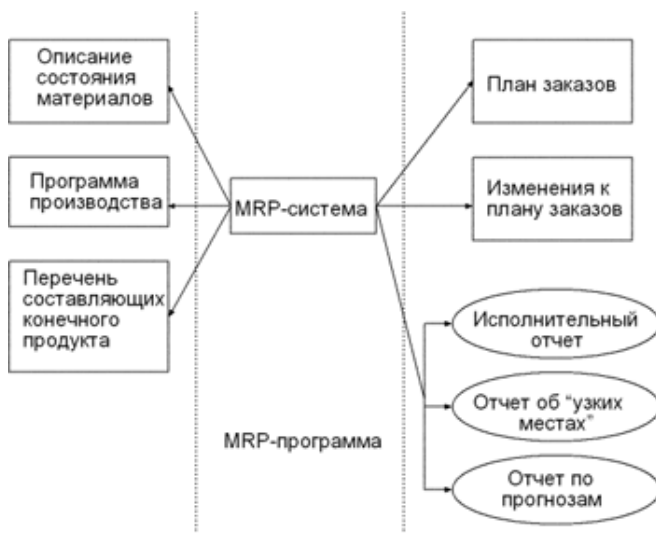 Описание
состояния
материалов
Программа
производства
Перечень
составляющих
конечного
продукта
MRP-система
MRP-программа
План заказов
Изменения к
плану заказов
Исполнительный
отчет
Отчет об “узких
местах”
Отчет по
прогнозам